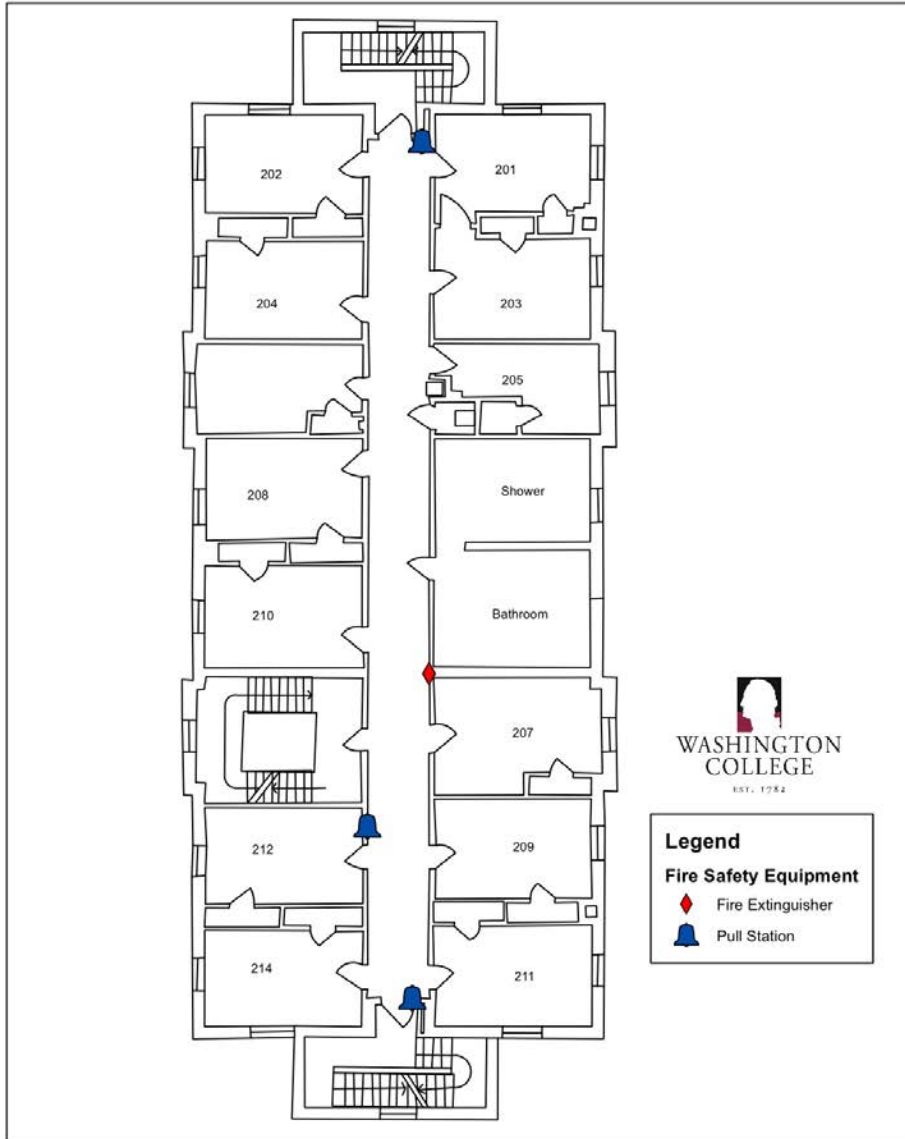 202
201
204
203
205
208
Shower
210
Bathroom
207
212
209
214
211
WASHINGTON
COLLEGE
EST. 1782
Legend
Fire Safety Equipment
Fire Extinguisher
Pull Station